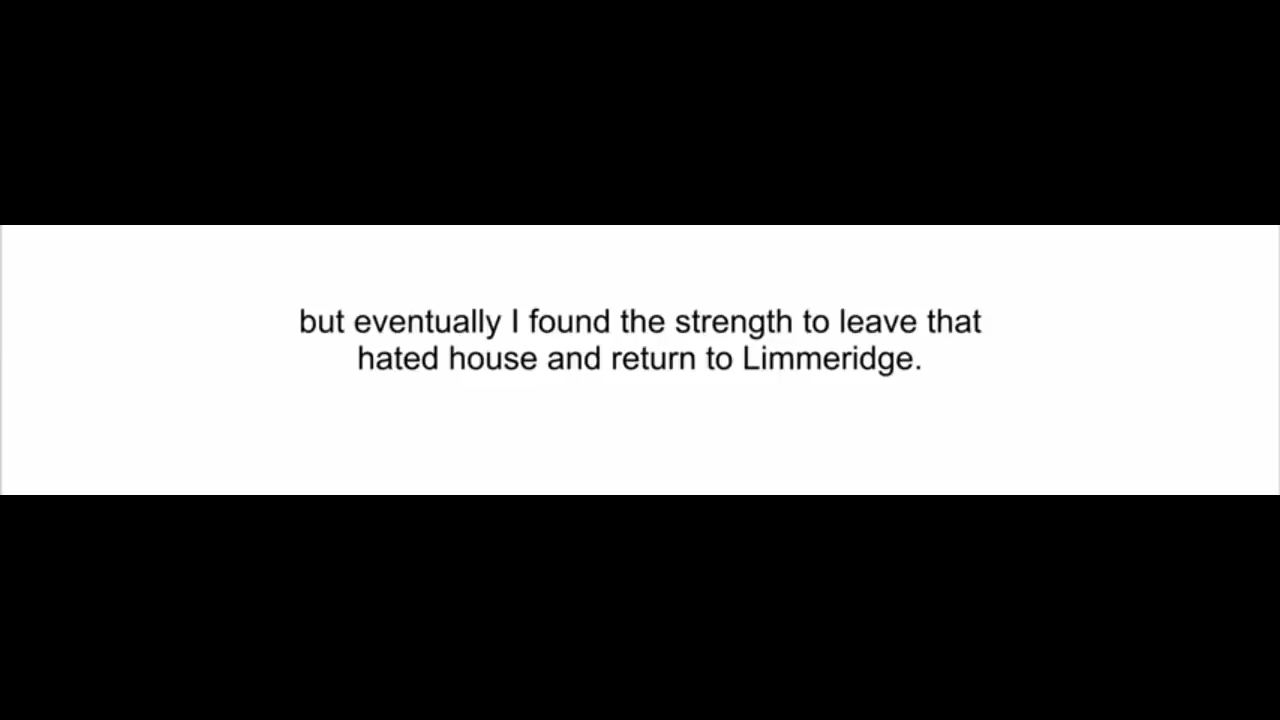 but eventually I found the strength to leave that
hated house and return to Limmeridge.